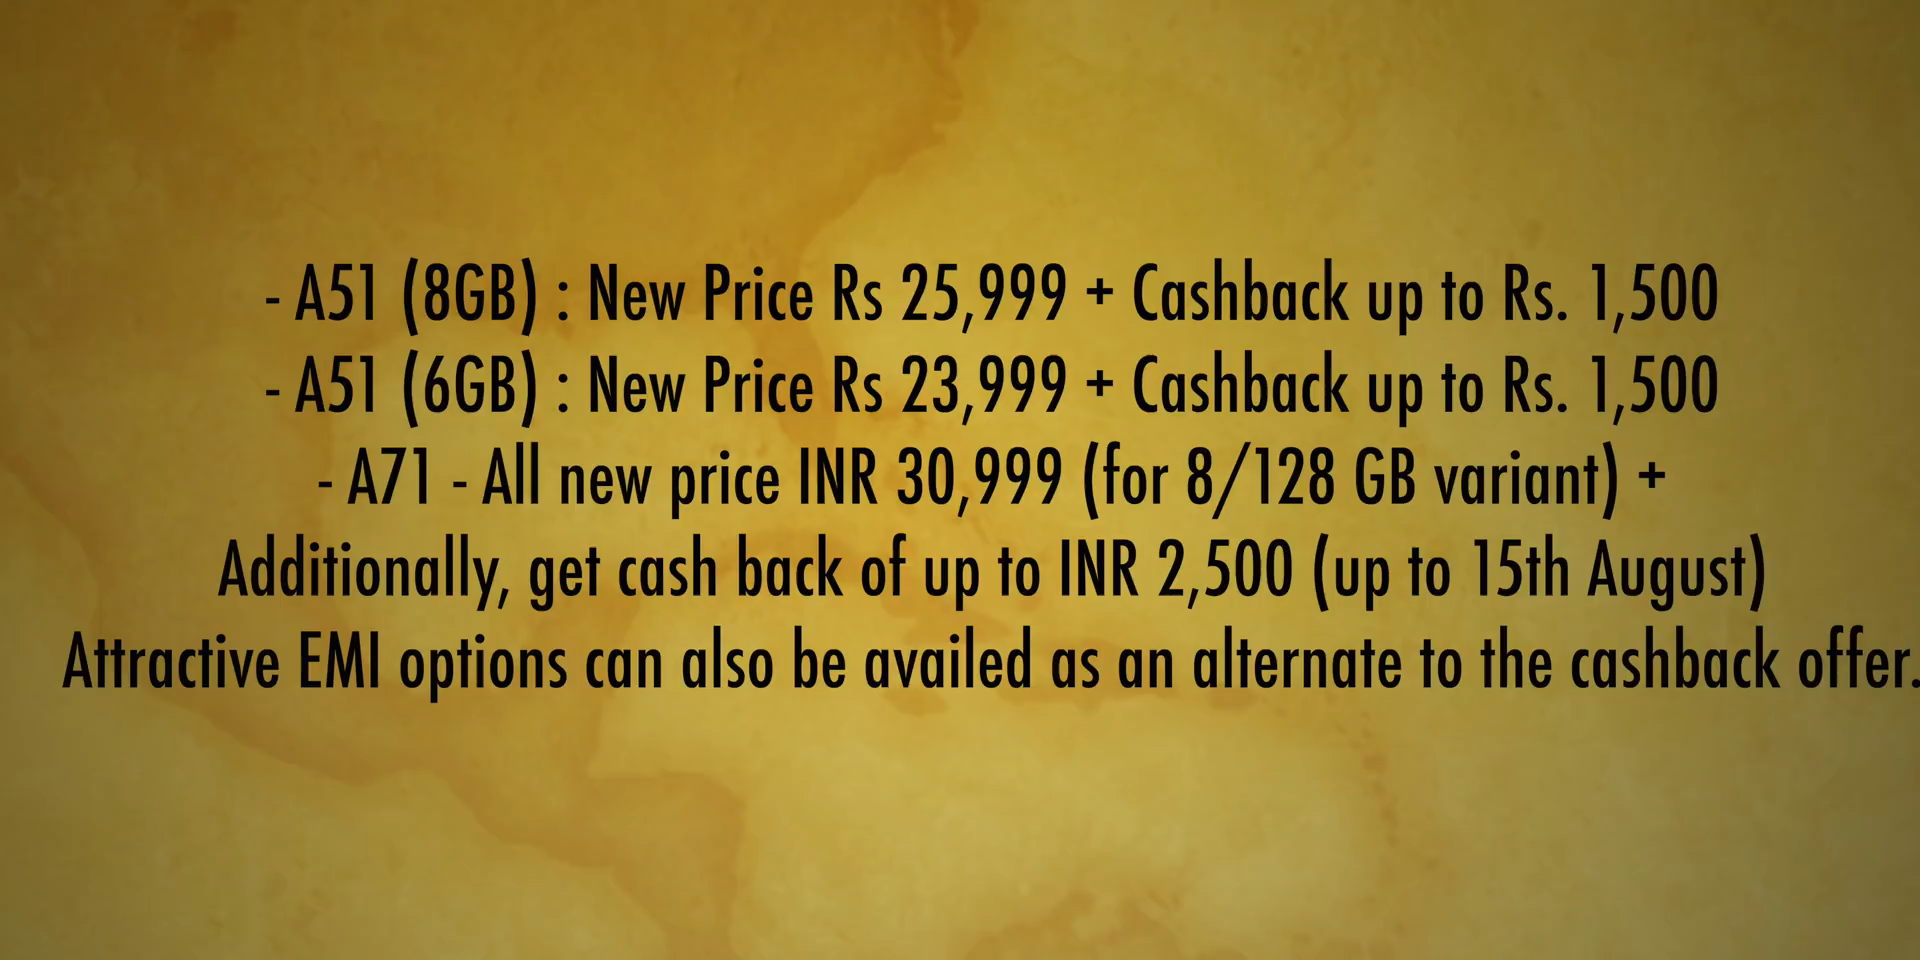 - A51 (8GB) : New Price Rs 25,999 + Cashback up to Rs. 1,500
- A51 (6GB) : New Price Rs 23,999 + Cashback up to Rs. 1,500
- A71 - All new price INR 30,999 (for 8/128 GB variant) +
Additionally, get cash back of up to INR 2,500 (up to 15th August)
Attractive EMI options can also be availed as an alternate to the cashback offer.